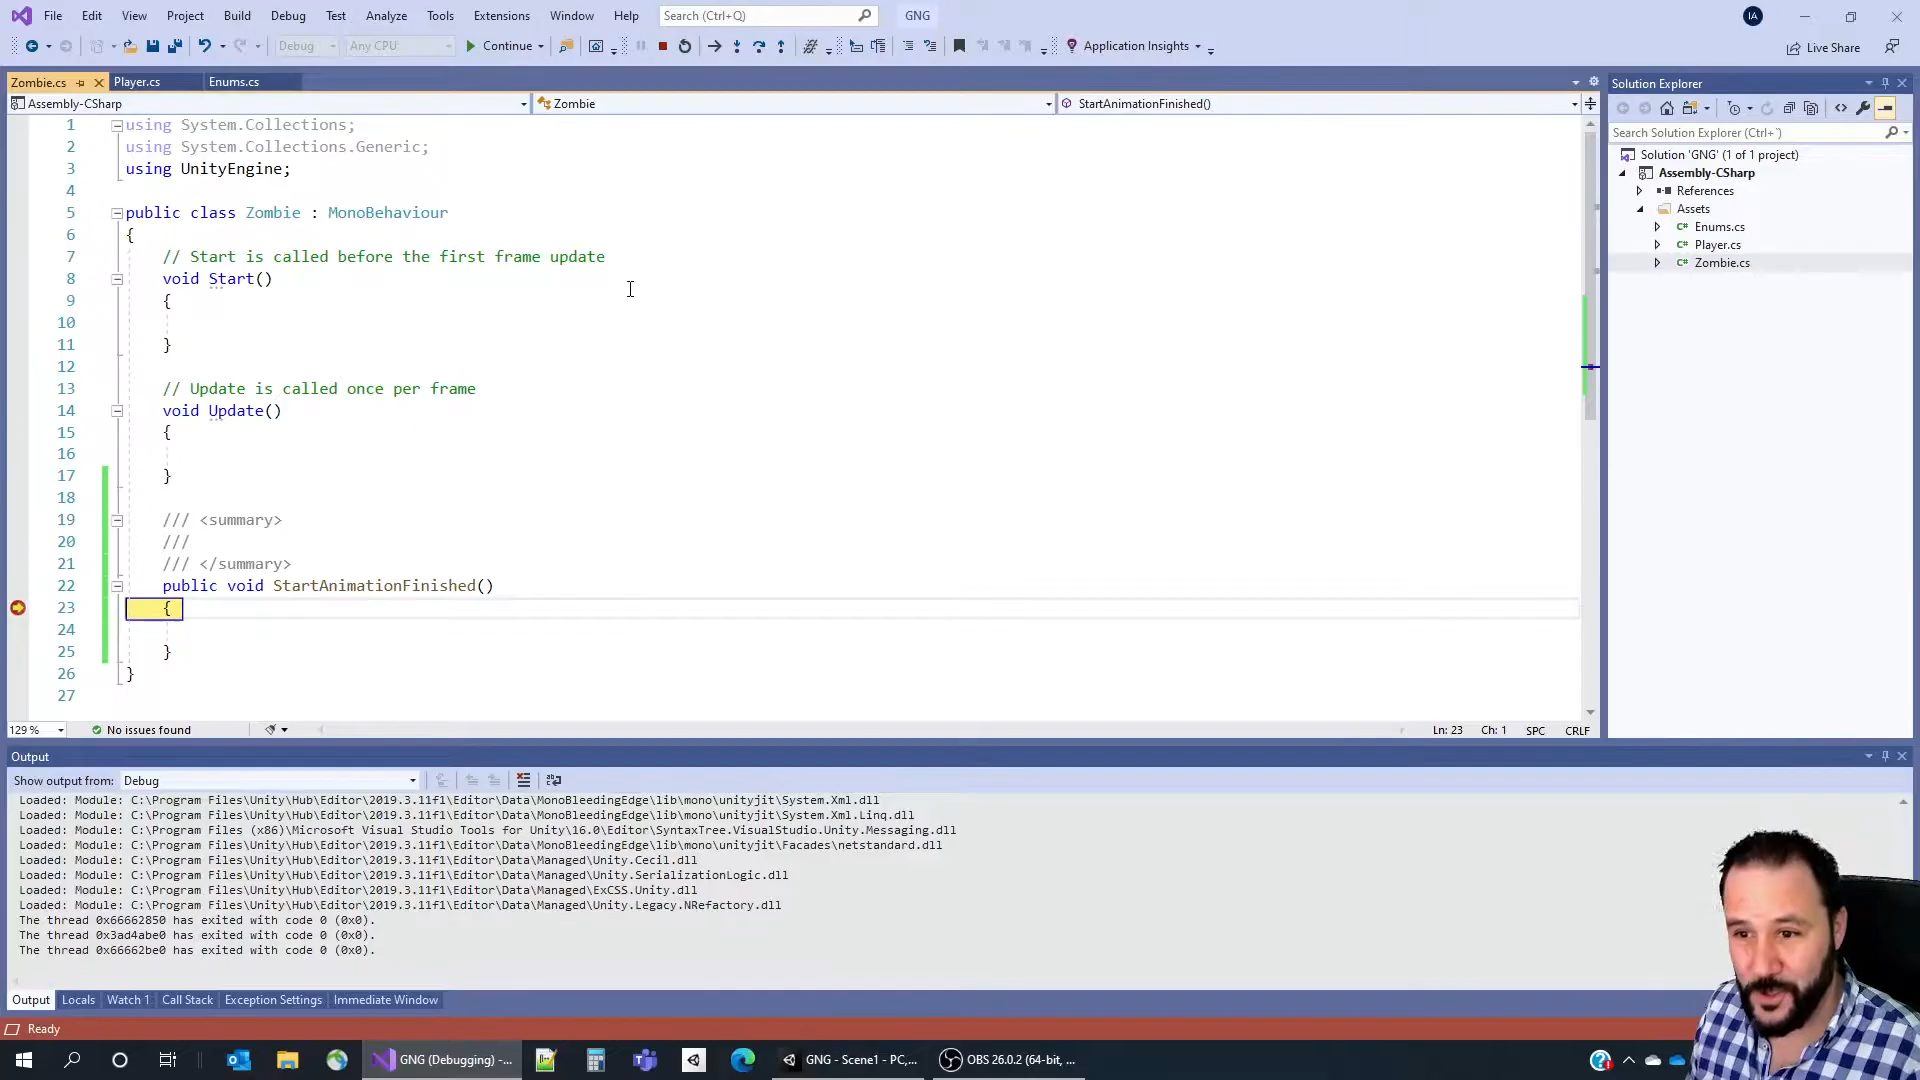 File Edit View Project Build Debug Test Analyze Tools Extensions Window Help Search (Ctrl+Q) GNG IA
Debug Any CPU Continue Application Insights Live Share
Zombie.cs Player.cs Enums.cs
Assembly-CSharp Zombie StartAnimationFinished()
1 using System.Collections;
2 using System.Collections.Generic;
3 using UnityEngine;
4
5 public class Zombie : MonoBehaviour
6 {
7 // Start is called before the first frame update
8 void Start()
9 {
10
11 }
12
13 // Update is called once per frame
14 void Update()
15 {
16
17 }
18
19 /// <summary>
20 ///
21 /// </summary>
22 public void StartAnimationFinished()
23 {
24
25 }
26 }
27
129 % No issues found Ln: 23 Ch: 1 SPC CRLF
Solution Explorer
Search Solution Explorer (Ctrl+¨)
Solution 'GNG' (1 of 1 project)
Assembly-CSharp
References
Assets
C# Enums.cs
C# Player.cs
C# Zombie.cs
Output
Show output from: Debug
Loaded: Module: C:\Program Files\Unity\Hub\Editor\2019.3.11f1\Editor\Data\MonoBleedingEdge\lib\mono\unityjit\System.Xml.dll
Loaded: Module: C:\Program Files\Unity\Hub\Editor\2019.3.11f1\Editor\Data\MonoBleedingEdge\lib\mono\unityjit\System.Xml.Linq.dll
Loaded: Module: C:\Program Files (x86)\Microsoft Visual Studio Tools for Unity\16.0\Editor\SyntaxTree.VisualStudio.Unity.Messaging.dll
Loaded: Module: C:\Program Files\Unity\Hub\Editor\2019.3.11f1\Editor\Data\MonoBleedingEdge\lib\mono\unityjit\Facades\netstandard.dll
Loaded: Module: C:\Program Files\Unity\Hub\Editor\2019.3.11f1\Editor\Data\Managed\Unity.Cecil.dll
Loaded: Module: C:\Program Files\Unity\Hub\Editor\2019.3.11f1\Editor\Data\Managed\Unity.SerializationLogic.dll
Loaded: Module: C:\Program Files\Unity\Hub\Editor\2019.3.11f1\Editor\Data\Managed\ExCSS.Unity.dll
Loaded: Module: C:\Program Files\Unity\Hub\Editor\2019.3.11f1\Editor\Data\Managed\Unity.Legacy.NRefactory.dll
The thread 0x66662850 has exited with code 0 (0x0).
The thread 0x3ad4abe0 has exited with code 0 (0x0).
The thread 0x66662be0 has exited with code 0 (0x0).
Output Locals Watch 1 Call Stack Exception Settings Immediate Window
Ready
GNG (Debugging) -... GNG - Scene1 - PC,... OBS 26.0.2 (64-bit, ...